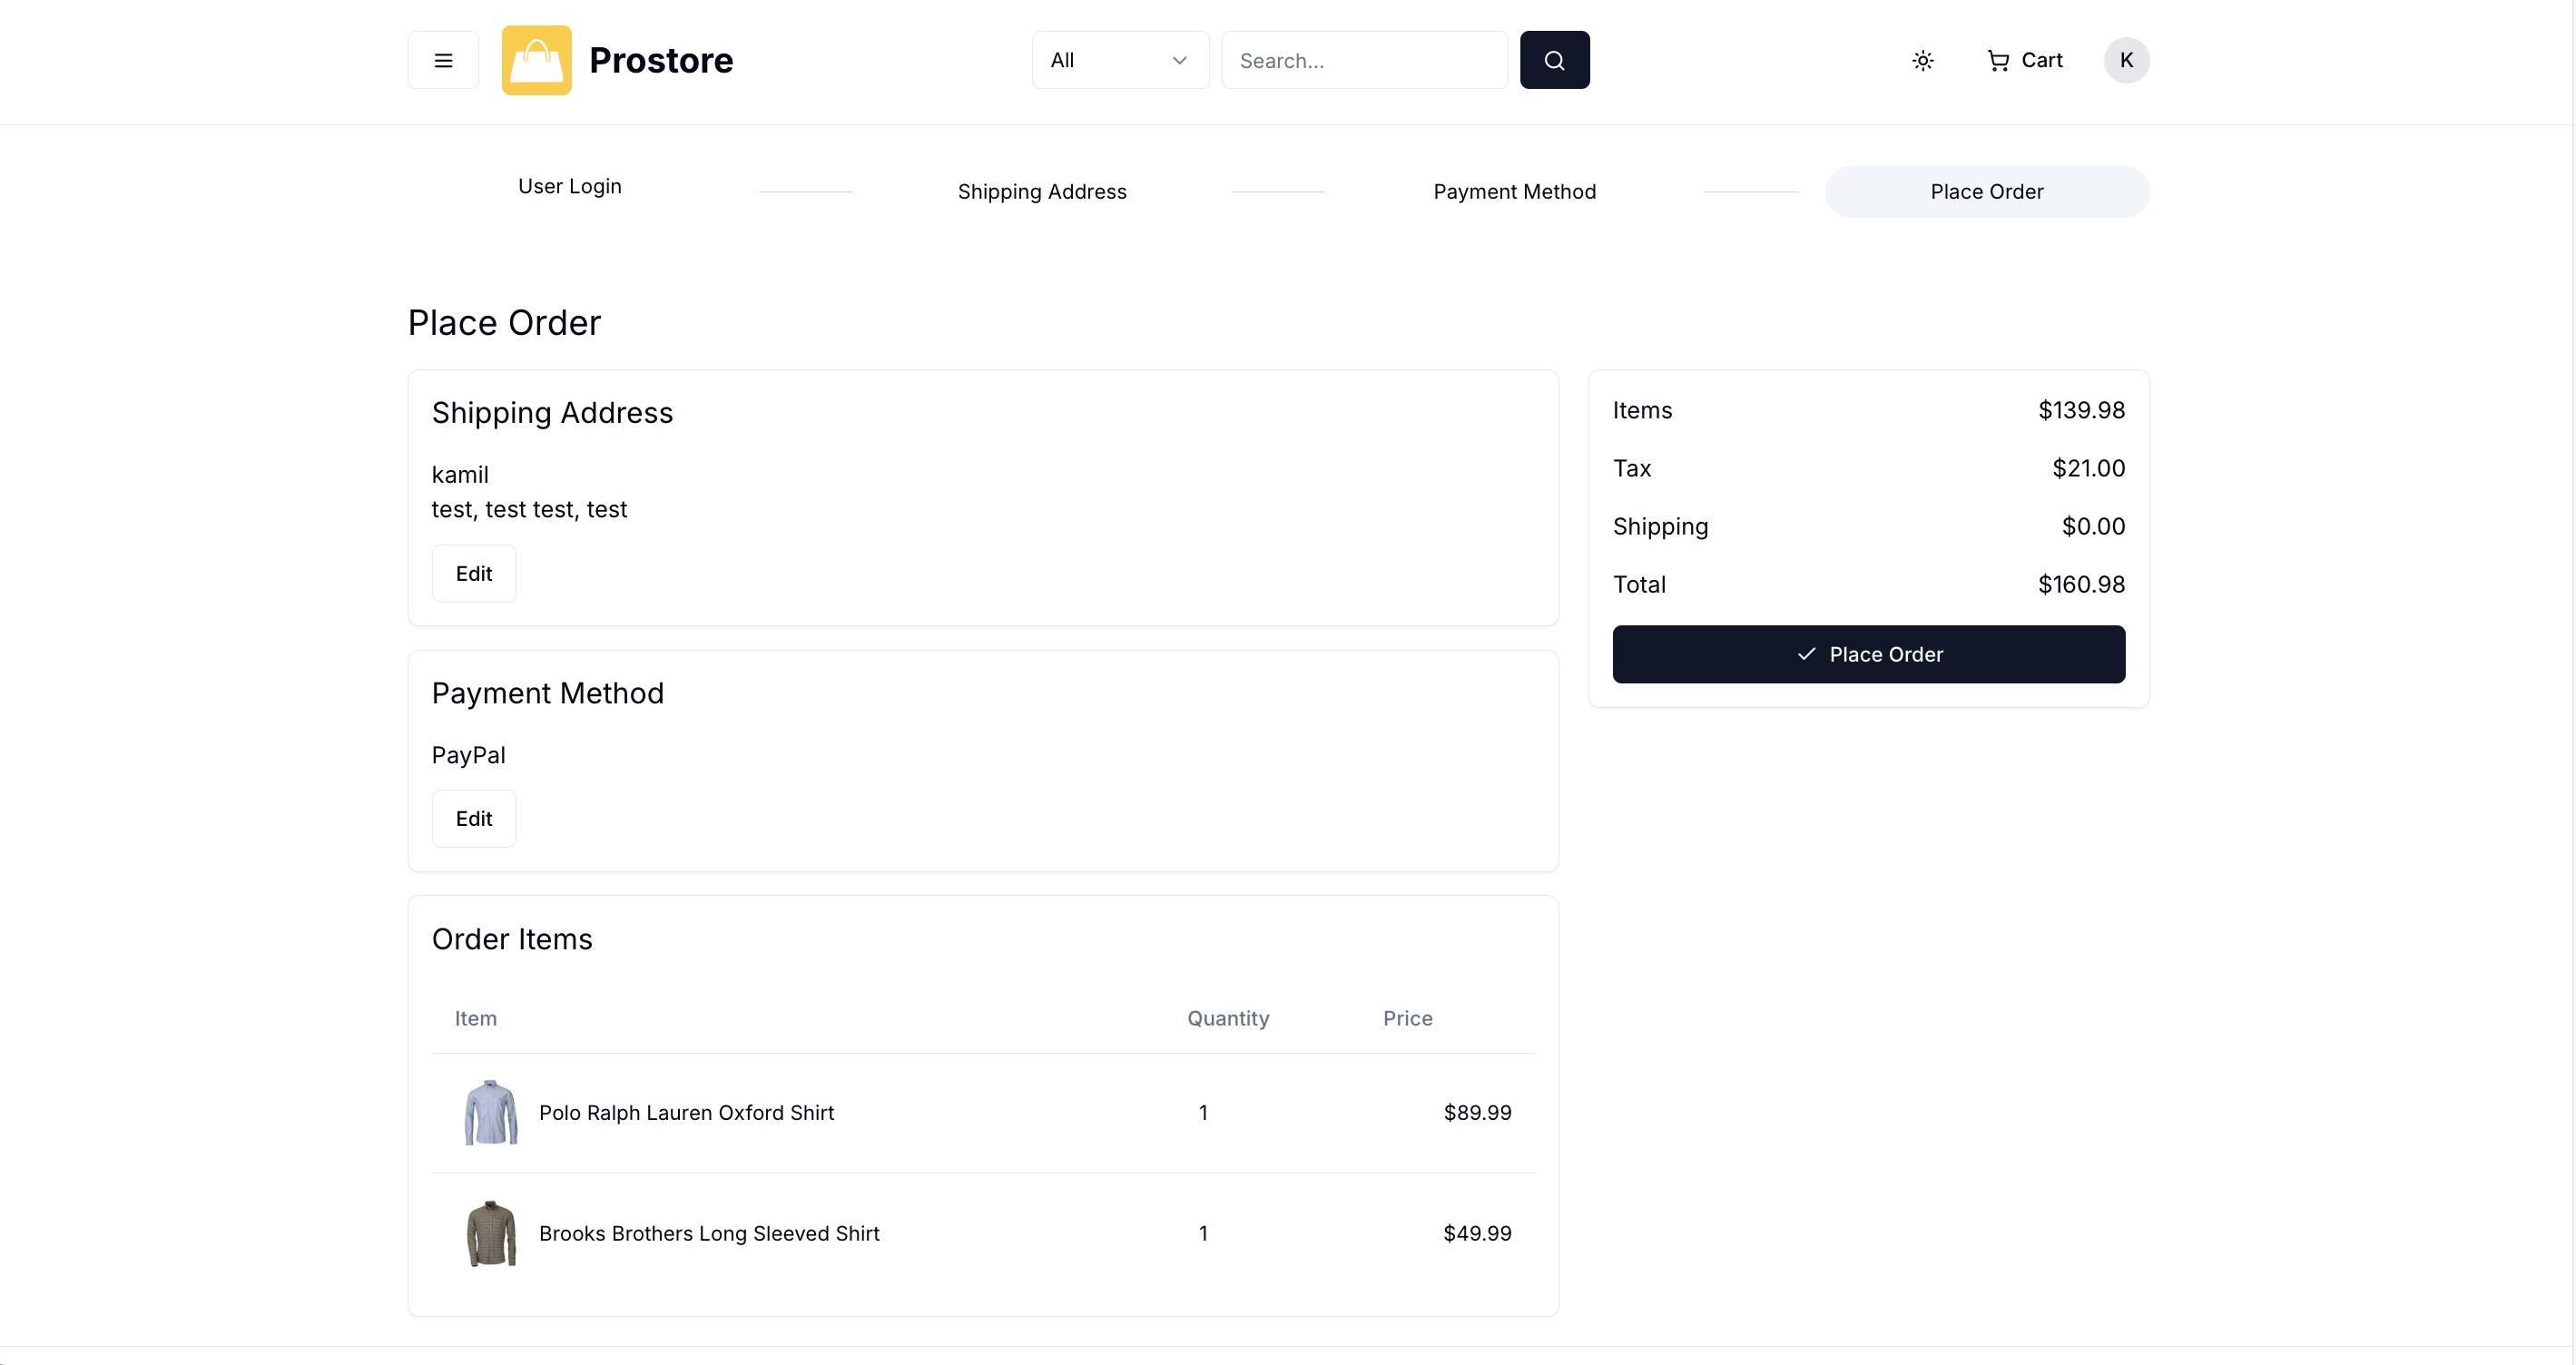 Prostore
All
Search...
Cart
K
User Login
Shipping Address
Payment Method
Place Order
Place Order
Shipping Address
kamil
test, test test, test
Edit
Payment Method
PayPal
Edit
Order Items
Item Quantity Price
Polo Ralph Lauren Oxford Shirt 1 $89.99
Brooks Brothers Long Sleeved Shirt 1 $49.99
Items $139.98
Tax $21.00
Shipping $0.00
Total $160.98
Place Order